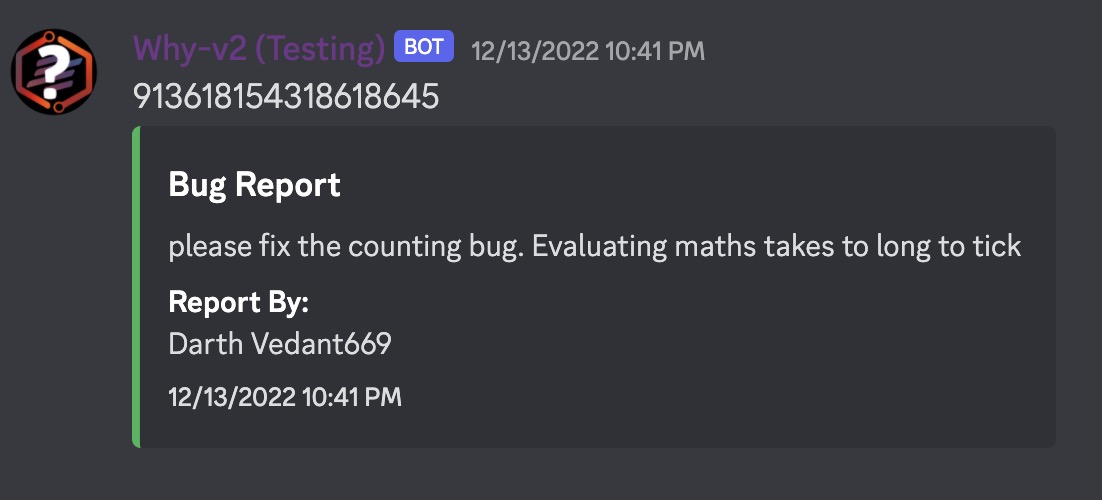 Why-v2 (Testing) BOT 12/13/2022 10:41 PM
913618154318618645
Bug Report
please fix the counting bug. Evaluating maths takes to long to tick
Report By:
Darth Vedant669
12/13/2022 10:41 PM